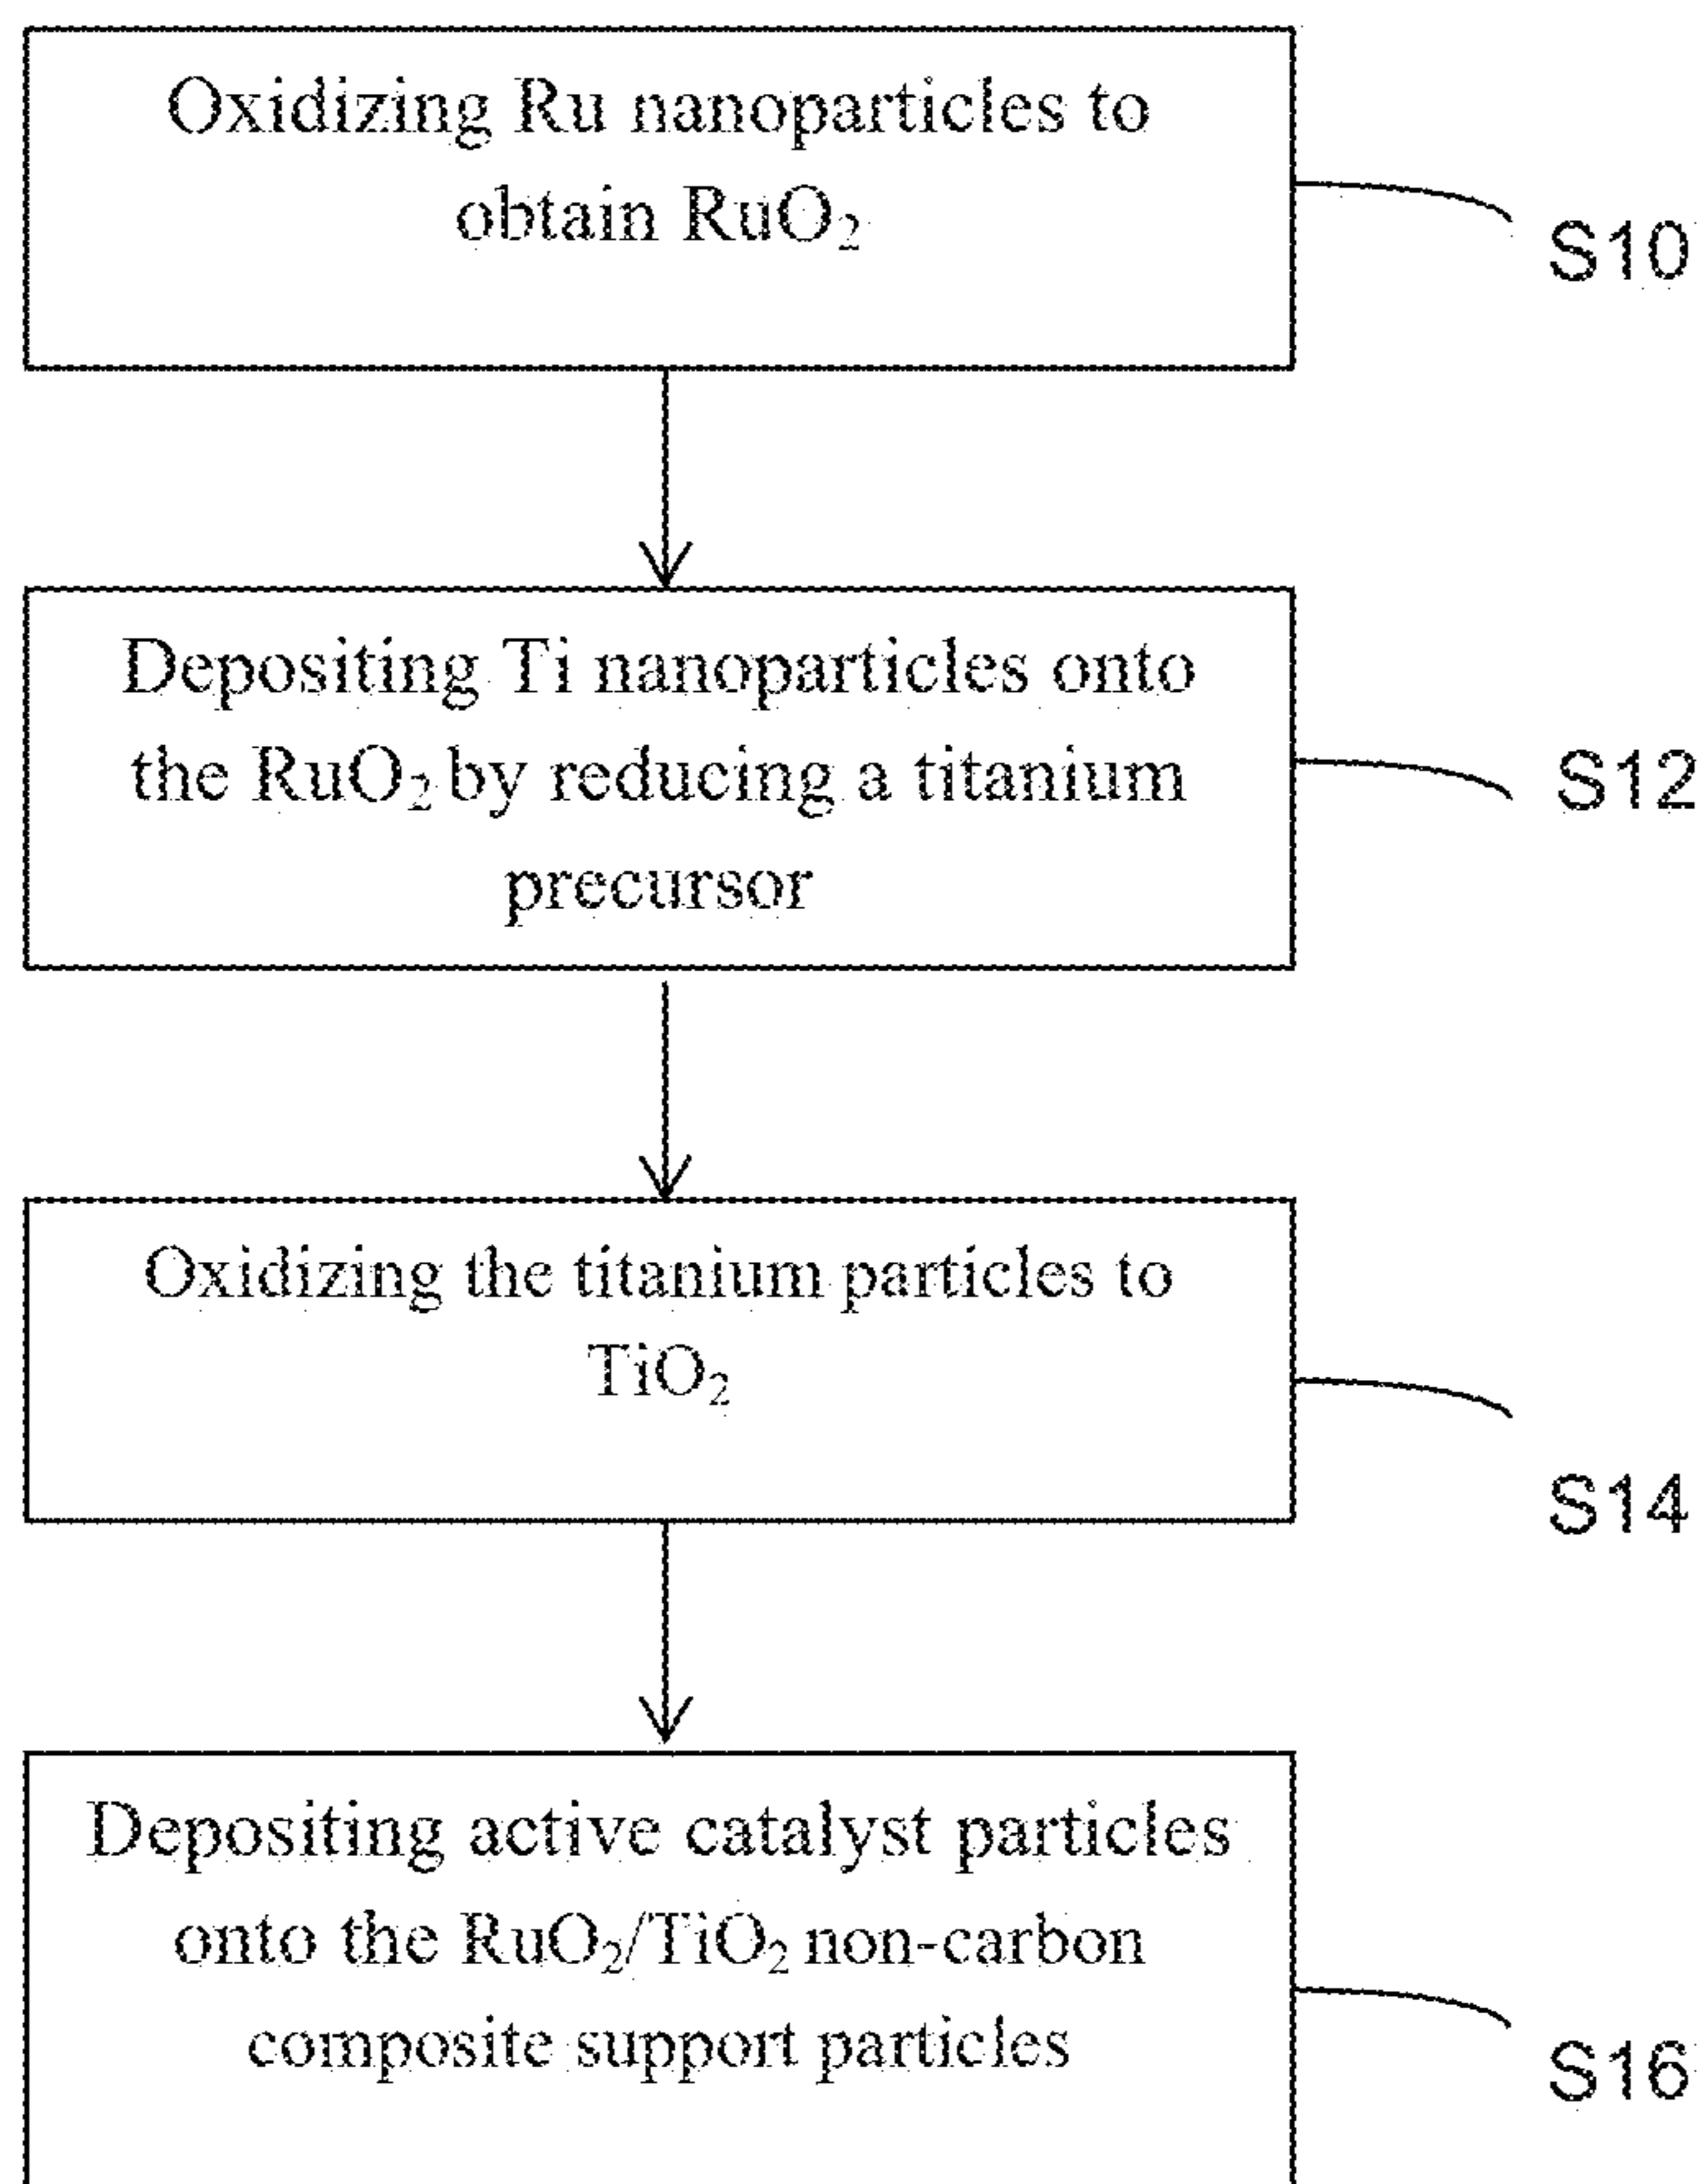 Oxidizing Ru nanoparticles to
obtain RuO₂
S10
Depositing Ti nanoparticles onto
the RuO₂ by reducing a titanium
precursor
S12
Oxidizing the titanium particles to
TiO₂
S14
Depositing active catalyst particles
onto the RuO₂/TiO₂ non-carbon
composite support particles
S16